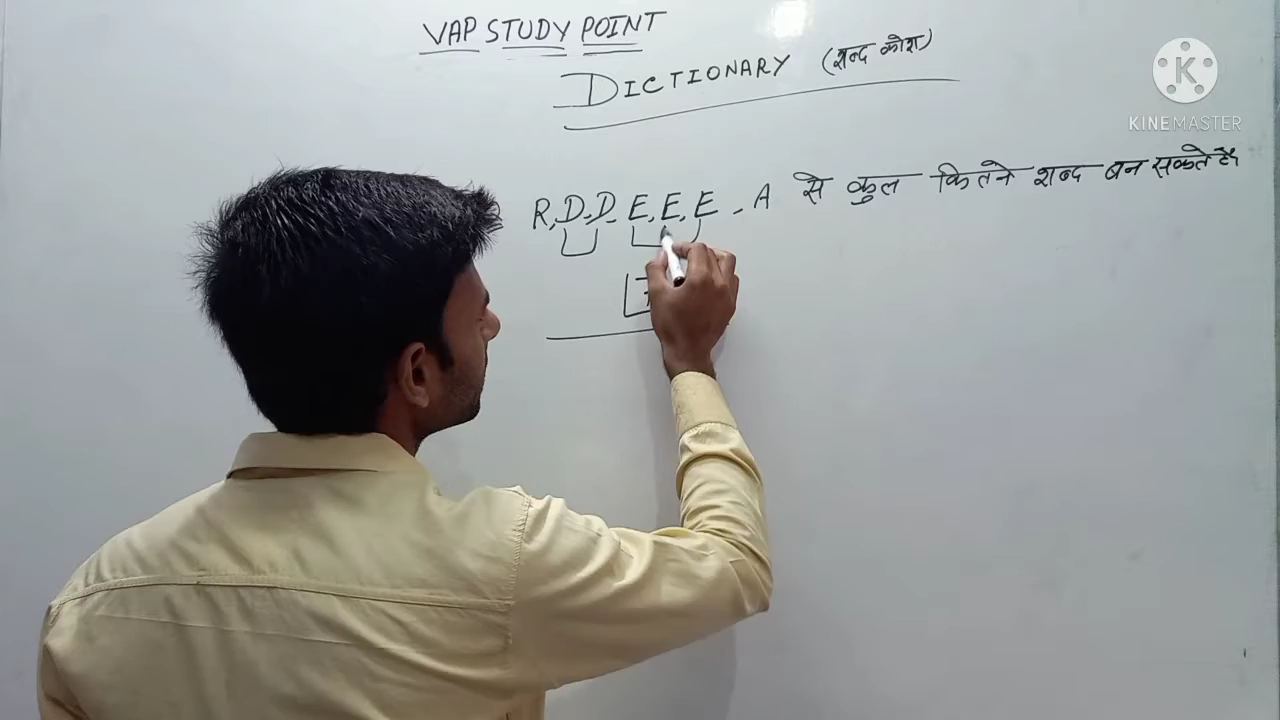 VAP STUDY POINT
DICTIONARY (शब्द कोश)
K
KINEMASTER
R, D, D, E, E, E, A से कुल कितने शब्द बन सकते हैं